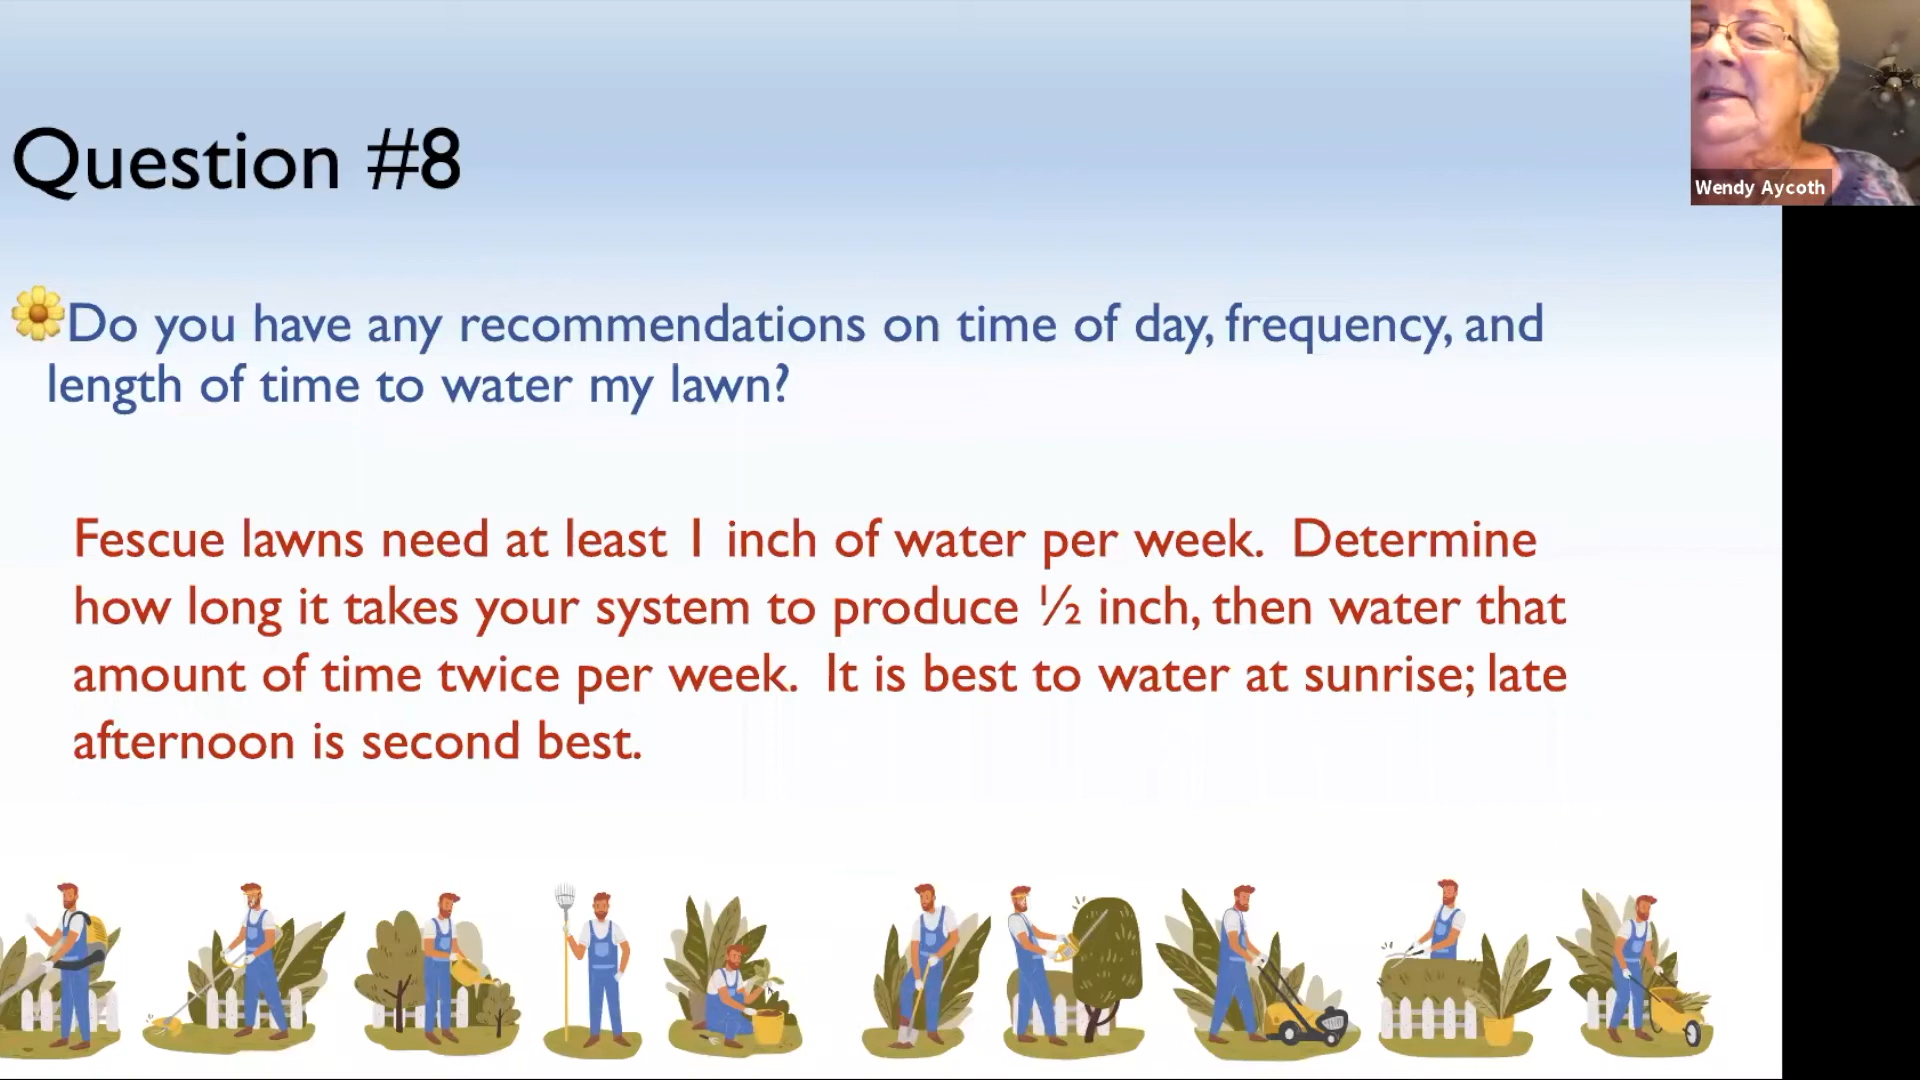 Wendy Aycoth
Question #8
Do you have any recommendations on time of day, frequency, and
length of time to water my lawn?
Fescue lawns need at least 1 inch of water per week. Determine
how long it takes your system to produce ½ inch, then water that
amount of time twice per week. It is best to water at sunrise; late
afternoon is second best.